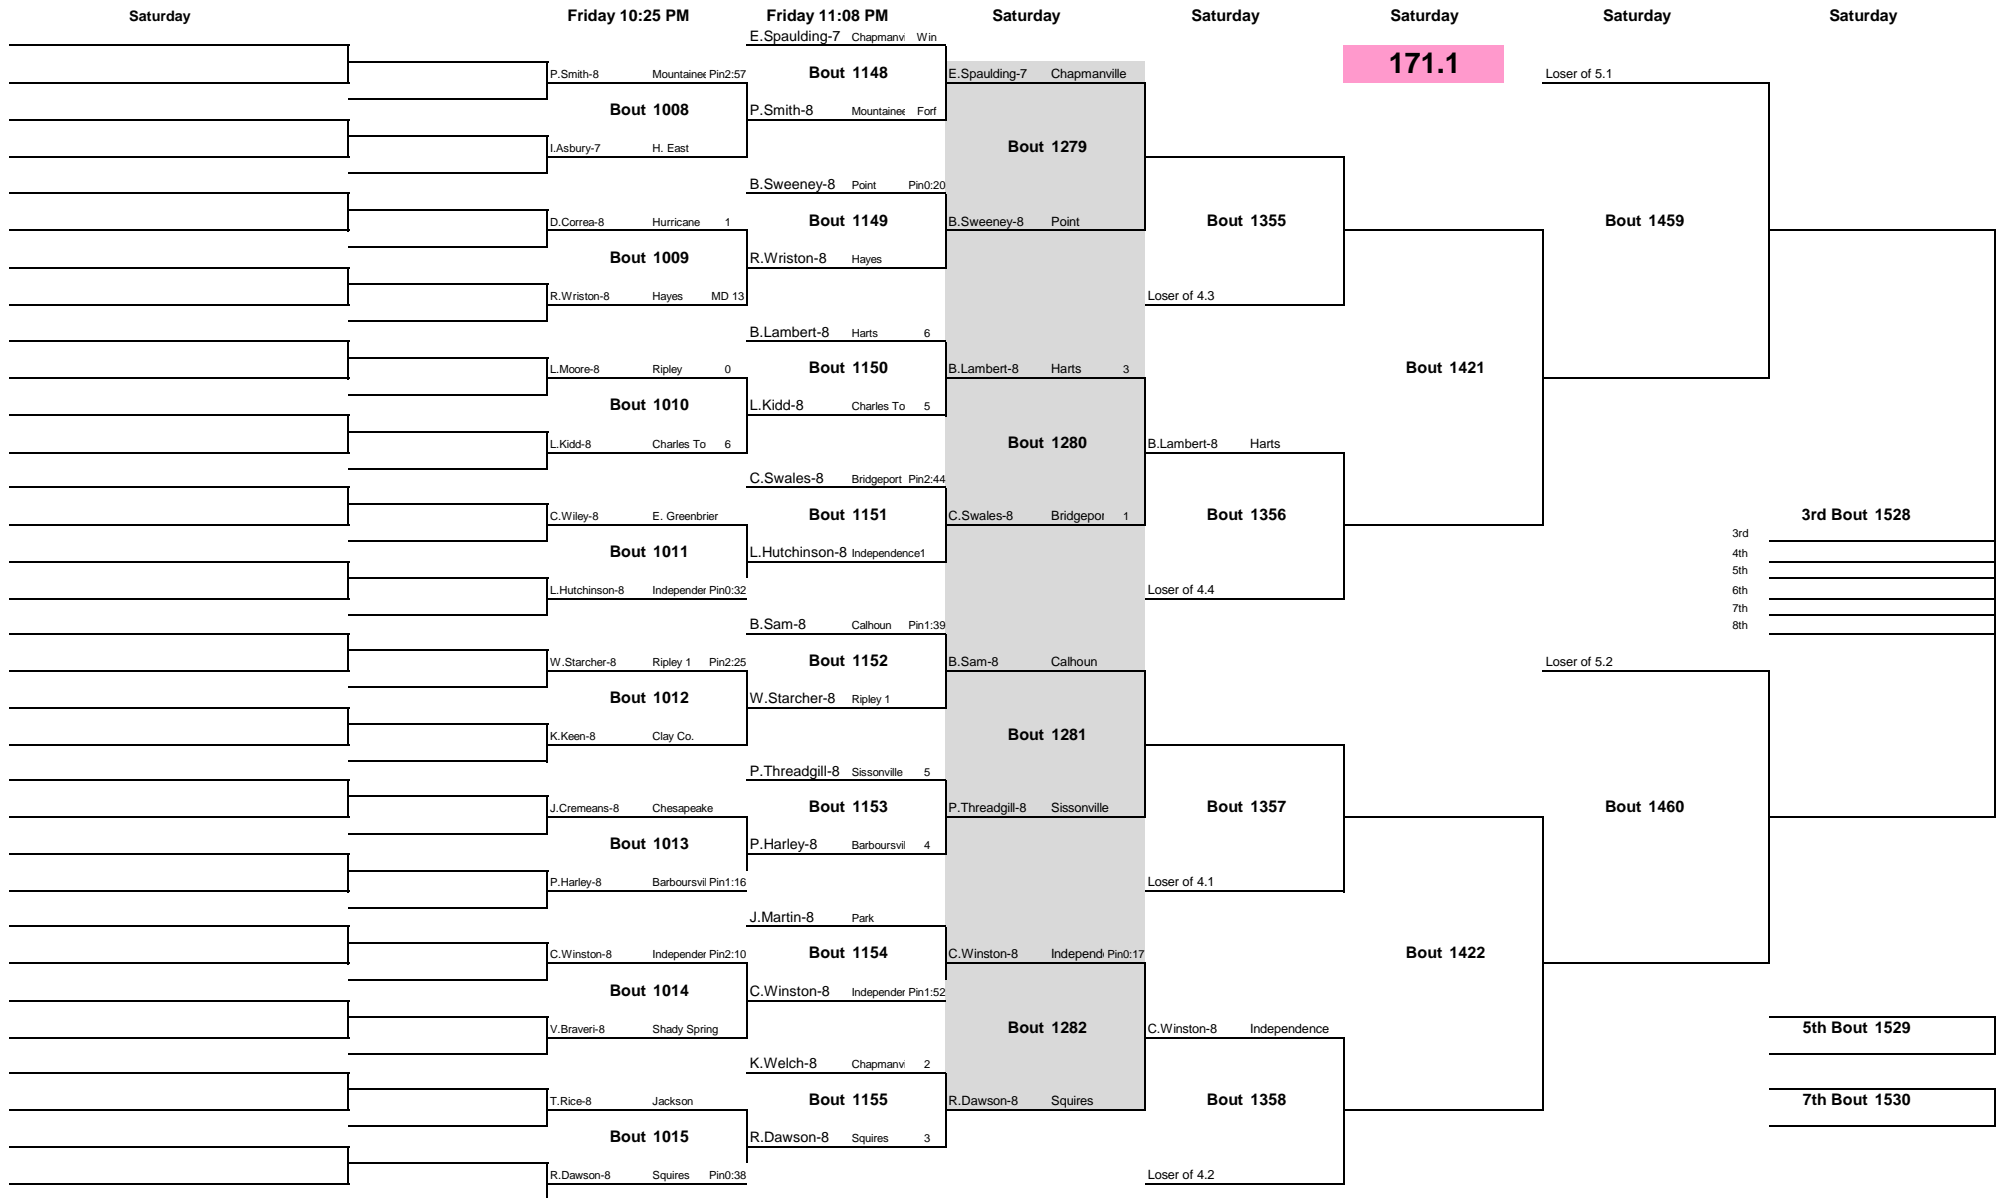 Saturday Friday 10:25 PM Friday 11:08 PM Saturday Saturday Saturday Saturday Saturday
E.Spaulding-7 Chapmanvi Win
171.1
P.Smith-8 Mountainee Pin2:57 Bout 1148 E.Spaulding-7 Chapmanville Loser of 5.1
Bout 1008 P.Smith-8 Mountainee Forf
I.Asbury-7 H. East Bout 1279
B.Sweeney-8 Point Pin0:20
D.Correa-8 Hurricane 1 Bout 1149 B.Sweeney-8 Point Bout 1355 Bout 1459
Bout 1009 R.Wriston-8 Hayes
R.Wriston-8 Hayes MD 13 Loser of 4.3
B.Lambert-8 Harts 6
L.Moore-8 Ripley 0 Bout 1150 B.Lambert-8 Harts 3 Bout 1421
Bout 1010 L.Kidd-8 Charles To 5
L.Kidd-8 Charles To 6 Bout 1280 B.Lambert-8 Harts
C.Swales-8 Bridgeport Pin2:44
C.Wiley-8 E. Greenbrier Bout 1151 C.Swales-8 Bridgepor 1 Bout 1356 3rd Bout 1528
3rd
Bout 1011 L.Hutchinson-8 Independence1 4th
5th
L.Hutchinson-8 Independer Pin0:32 Loser of 4.4 6th
7th
B.Sam-8 Calhoun Pin1:39 8th
W.Starcher-8 Ripley 1 Pin2:25 Bout 1152 B.Sam-8 Calhoun Loser of 5.2
Bout 1012 W.Starcher-8 Ripley 1
K.Keen-8 Clay Co. Bout 1281
P.Threadgill-8 Sissonville 5
J.Cremeans-8 Chesapeake Bout 1153 P.Threadgill-8 Sissonville Bout 1357 Bout 1460
Bout 1013 P.Harley-8 Barboursvil 4
P.Harley-8 Barboursvil Pin1:16 Loser of 4.1
J.Martin-8 Park
C.Winston-8 Independer Pin2:10 Bout 1154 C.Winston-8 Independ Pin0:17 Bout 1422
Bout 1014 C.Winston-8 Independer Pin1:52
V.Braveri-8 Shady Spring Bout 1282 C.Winston-8 Independence 5th Bout 1529
K.Welch-8 Chapmanvi 2
T.Rice-8 Jackson Bout 1155 R.Dawson-8 Squires Bout 1358 7th Bout 1530
Bout 1015 R.Dawson-8 Squires 3
R.Dawson-8 Squires Pin0:38 Loser of 4.2